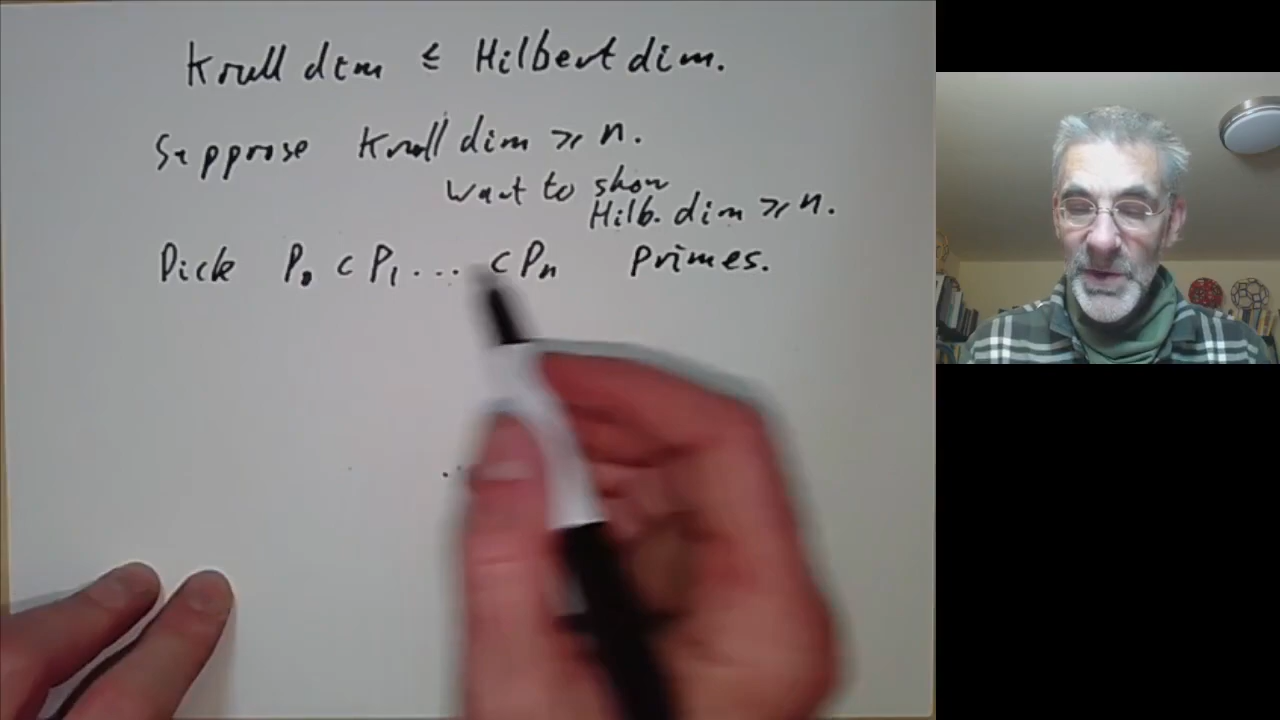 Krull dim ≤ Hilbert dim.
Suppose Krull dim ≥ n.
Want to show
Hilb. dim ≥ n.
Pick P₀ ⊂ P₁ ... ⊂ Pₙ primes.